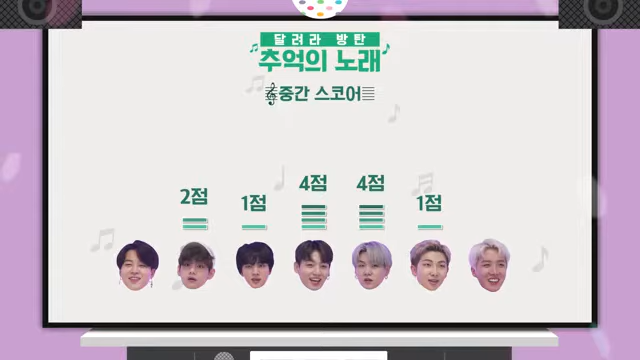 달려라 방탄
추억의 노래
중간 스코어
2점
1점
4점
4점
1점